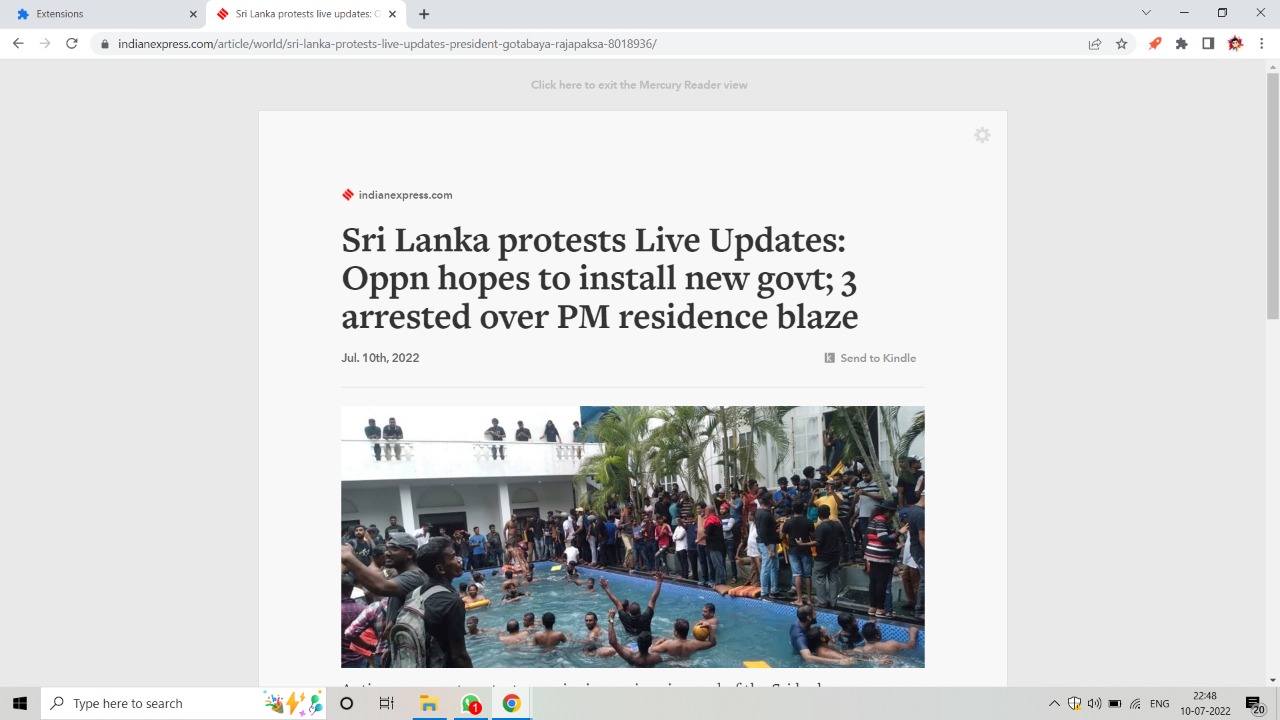 Extensions
Sri Lanka protests live updates: O
indianexpress.com/article/world/sri-lanka-protests-live-updates-president-gotabaya-rajapaksa-8018936/
Click here to exit the Mercury Reader view
indianexpress.com
Sri Lanka protests Live Updates:
Oppn hopes to install new govt; 3
arrested over PM residence blaze
Jul. 10th, 2022
Send to Kindle
Type here to search
1
ENG
22:48
10-07-2022
20